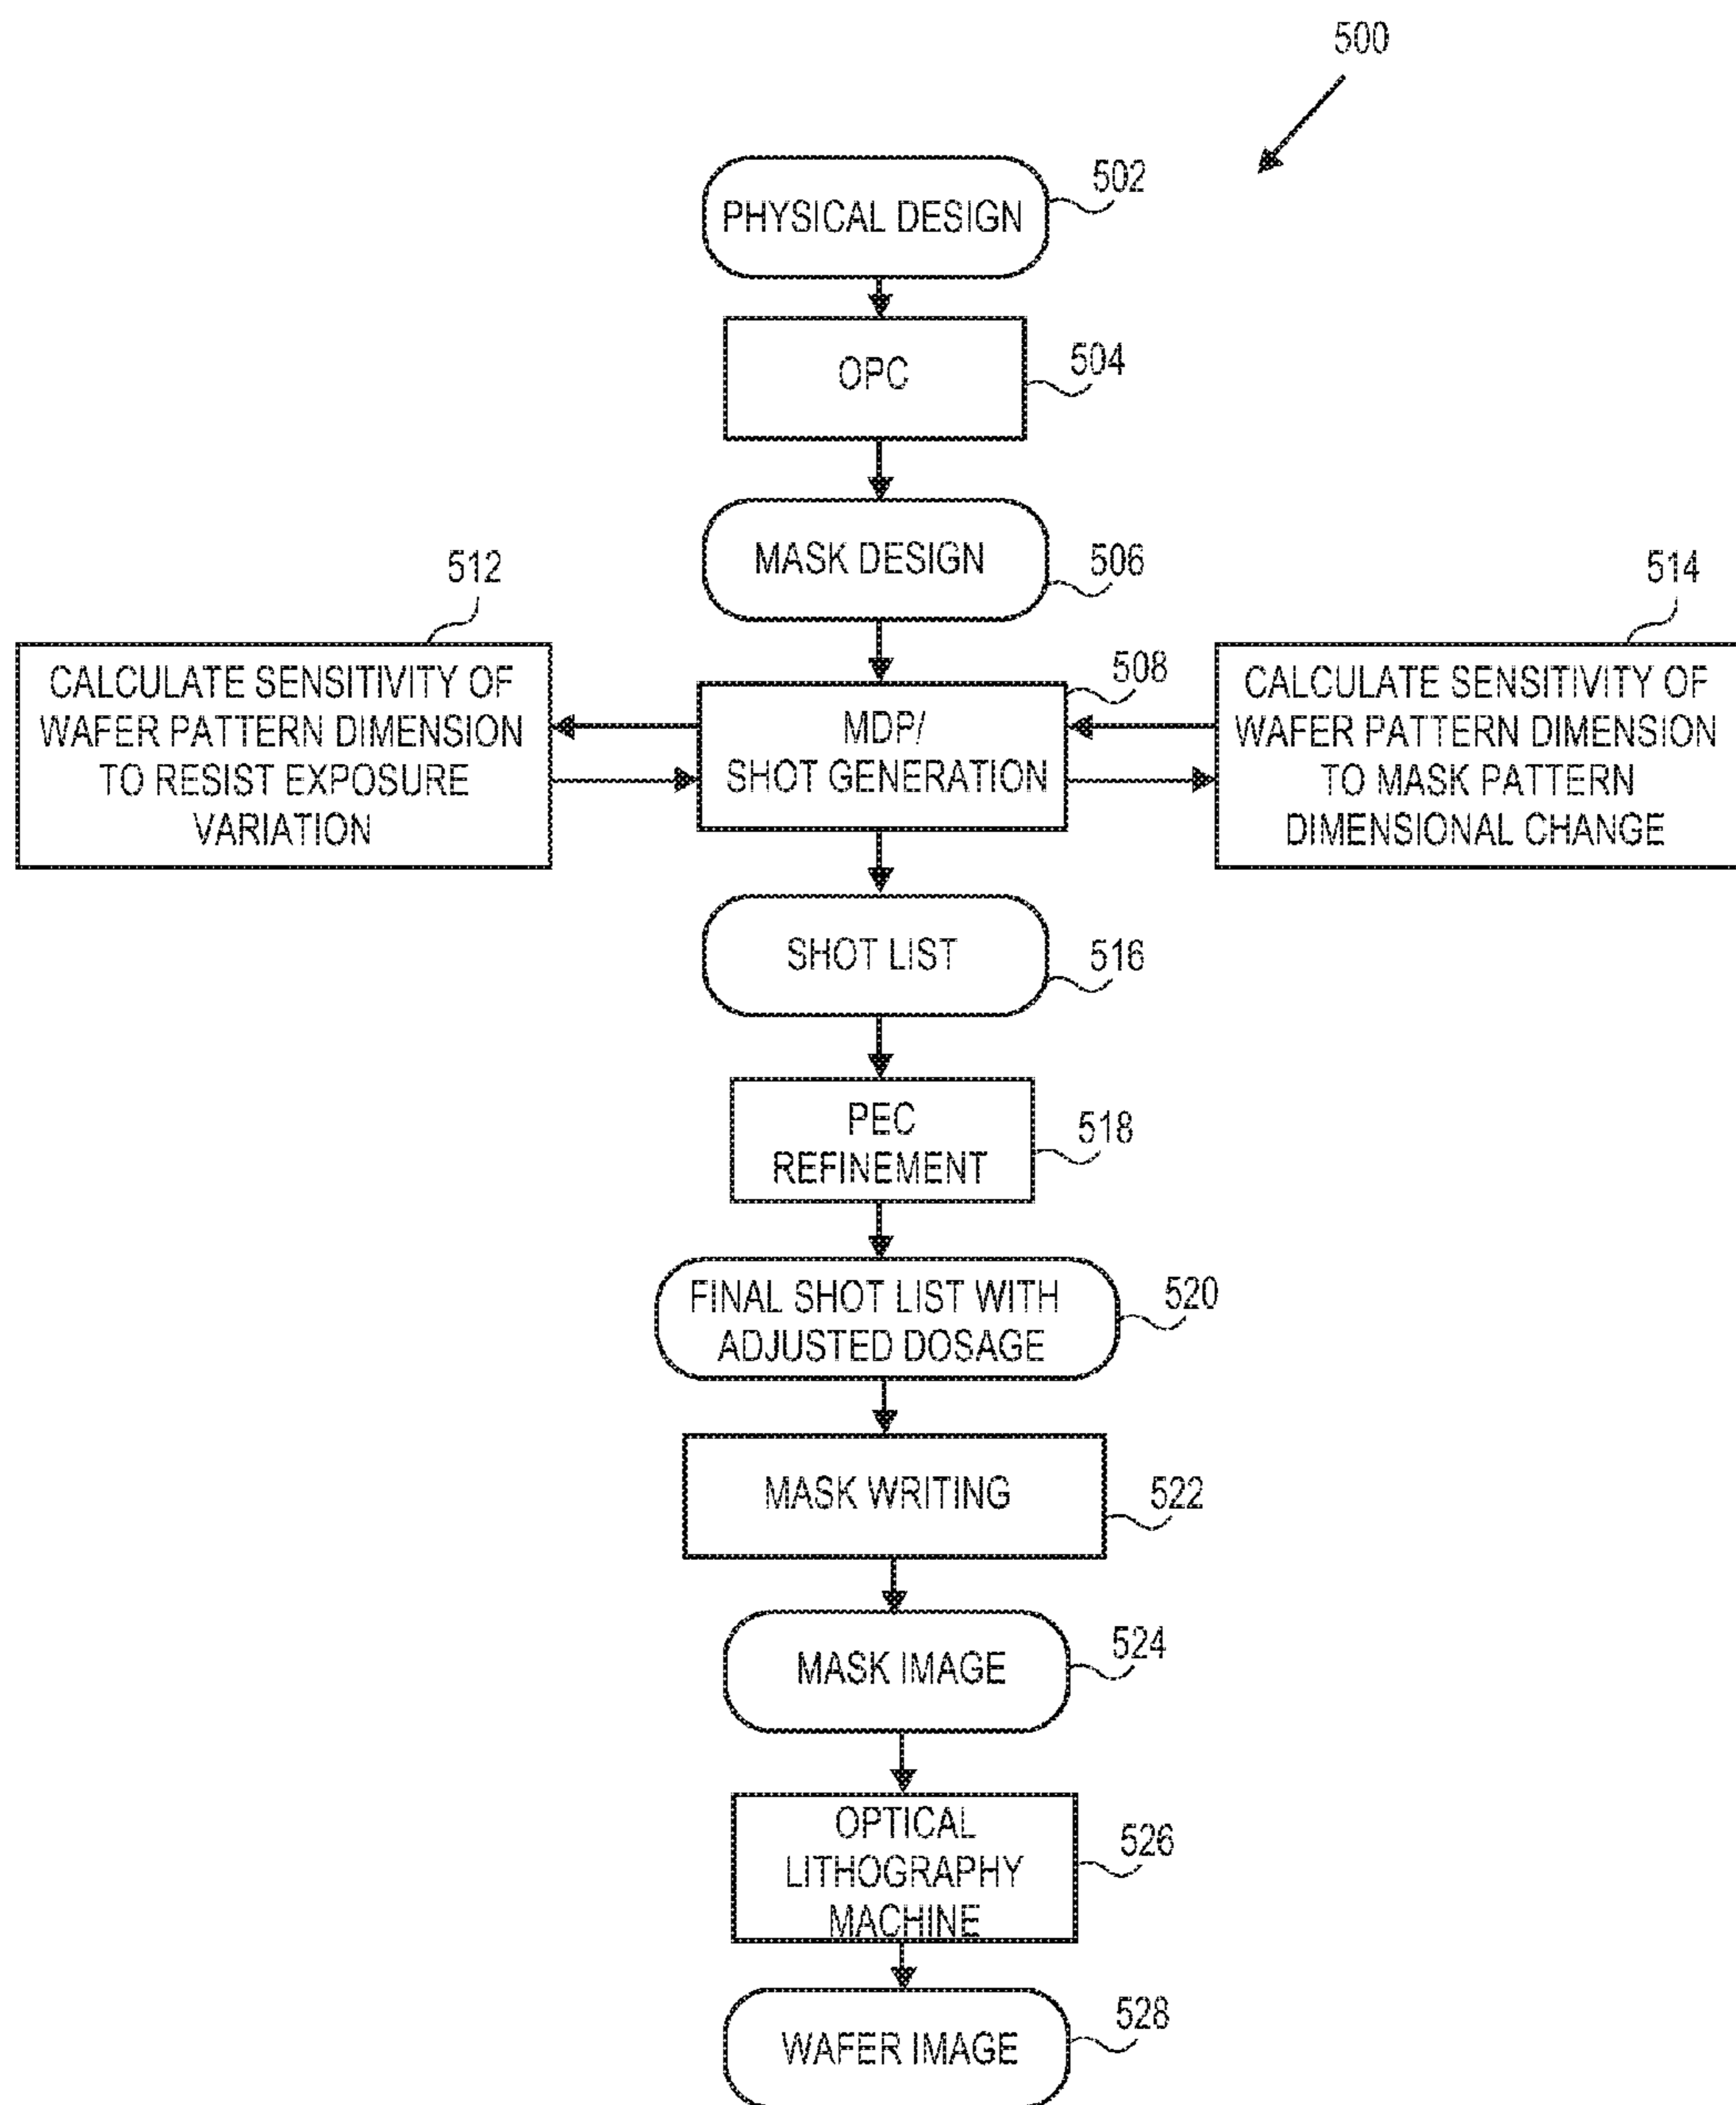 500
PHYSICAL DESIGN
502
OPC
504
MASK DESIGN
506
512
CALCULATE SENSITIVITY OF
WAFER PATTERN DIMENSION
TO RESIST EXPOSURE
VARIATION
508
MDP/
SHOT GENERATION
514
CALCULATE SENSITIVITY OF
WAFER PATTERN DIMENSION
TO MASK PATTERN
DIMENSIONAL CHANGE
SHOT LIST
516
PEC
REFINEMENT
518
FINAL SHOT LIST WITH
ADJUSTED DOSAGE
520
MASK WRITING
522
MASK IMAGE
524
OPTICAL
LITHOGRAPHY
MACHINE
526
WAFER IMAGE
528